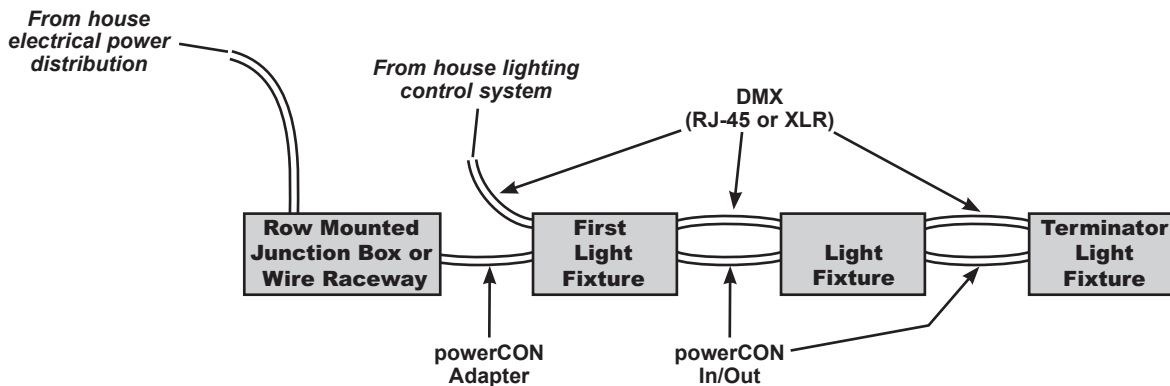 From house
electrical power
distribution
From house lighting
control system
DMX
(RJ-45 or XLR)
Row Mounted
Junction Box or
Wire Raceway
First
Light
Fixture
Light
Fixture
Terminator
Light
Fixture
powerCON
Adapter
powerCON
In/Out